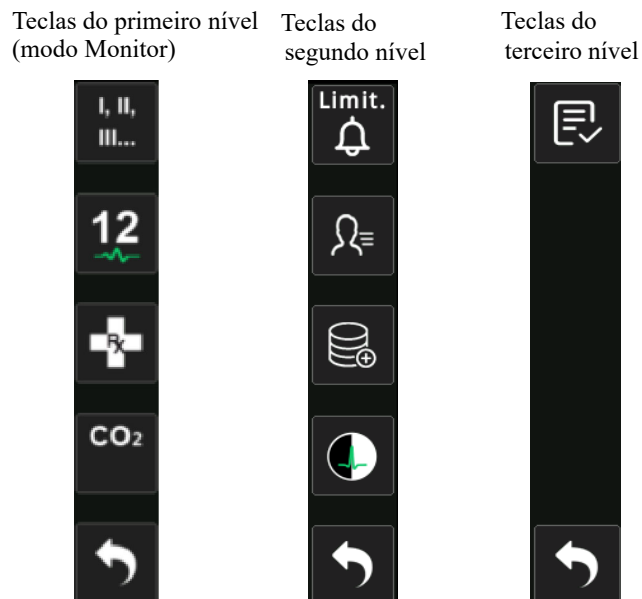 Teclas do primeiro nível
(modo Monitor)
Teclas do
segundo nível
Teclas do
terceiro nível
I, II,
III...
12
Rx
CO₂
Limit.